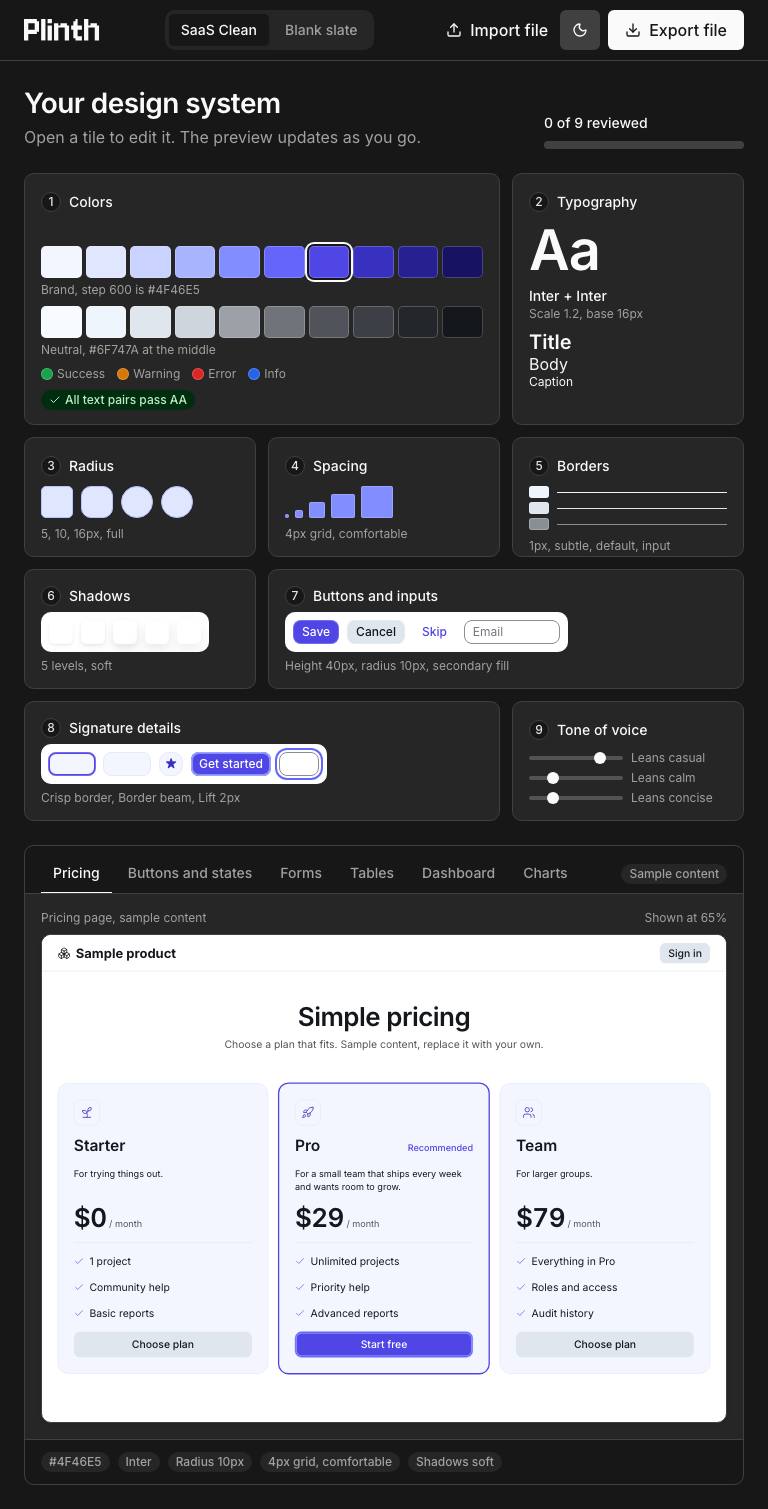 Plinth
SaaS Clean
Blank slate
Import file
Export file
Your design system
Open a tile to edit it. The preview updates as you go.
0 of 9 reviewed
1 Colors
Brand, step 600 is #4F46E5
Neutral, #6F747A at the middle
Success Warning Error Info
All text pairs pass AA
2 Typography
Aa
Inter + Inter
Scale 1.2, base 16px
Title
Body
Caption
3 Radius
5, 10, 16px, full
4 Spacing
4px grid, comfortable
5 Borders
1px, subtle, default, input
6 Shadows
5 levels, soft
7 Buttons and inputs
Save Cancel Skip Email
Height 40px, radius 10px, secondary fill
8 Signature details
Get started
Crisp border, Border beam, Lift 2px
9 Tone of voice
Leans casual
Leans calm
Leans concise
Pricing Buttons and states Forms Tables Dashboard Charts Sample content
Pricing page, sample content
Shown at 65%
Sample product
Sign in
Simple pricing
Choose a plan that fits. Sample content, replace it with your own.
Starter
For trying things out.
$0 / month
1 project
Community help
Basic reports
Choose plan
Pro
Recommended
For a small team that ships every week
and wants room to grow.
$29 / month
Unlimited projects
Priority help
Advanced reports
Start free
Team
For larger groups.
$79 / month
Everything in Pro
Roles and access
Audit history
Choose plan
#4F46E5 Inter Radius 10px 4px grid, comfortable Shadows soft